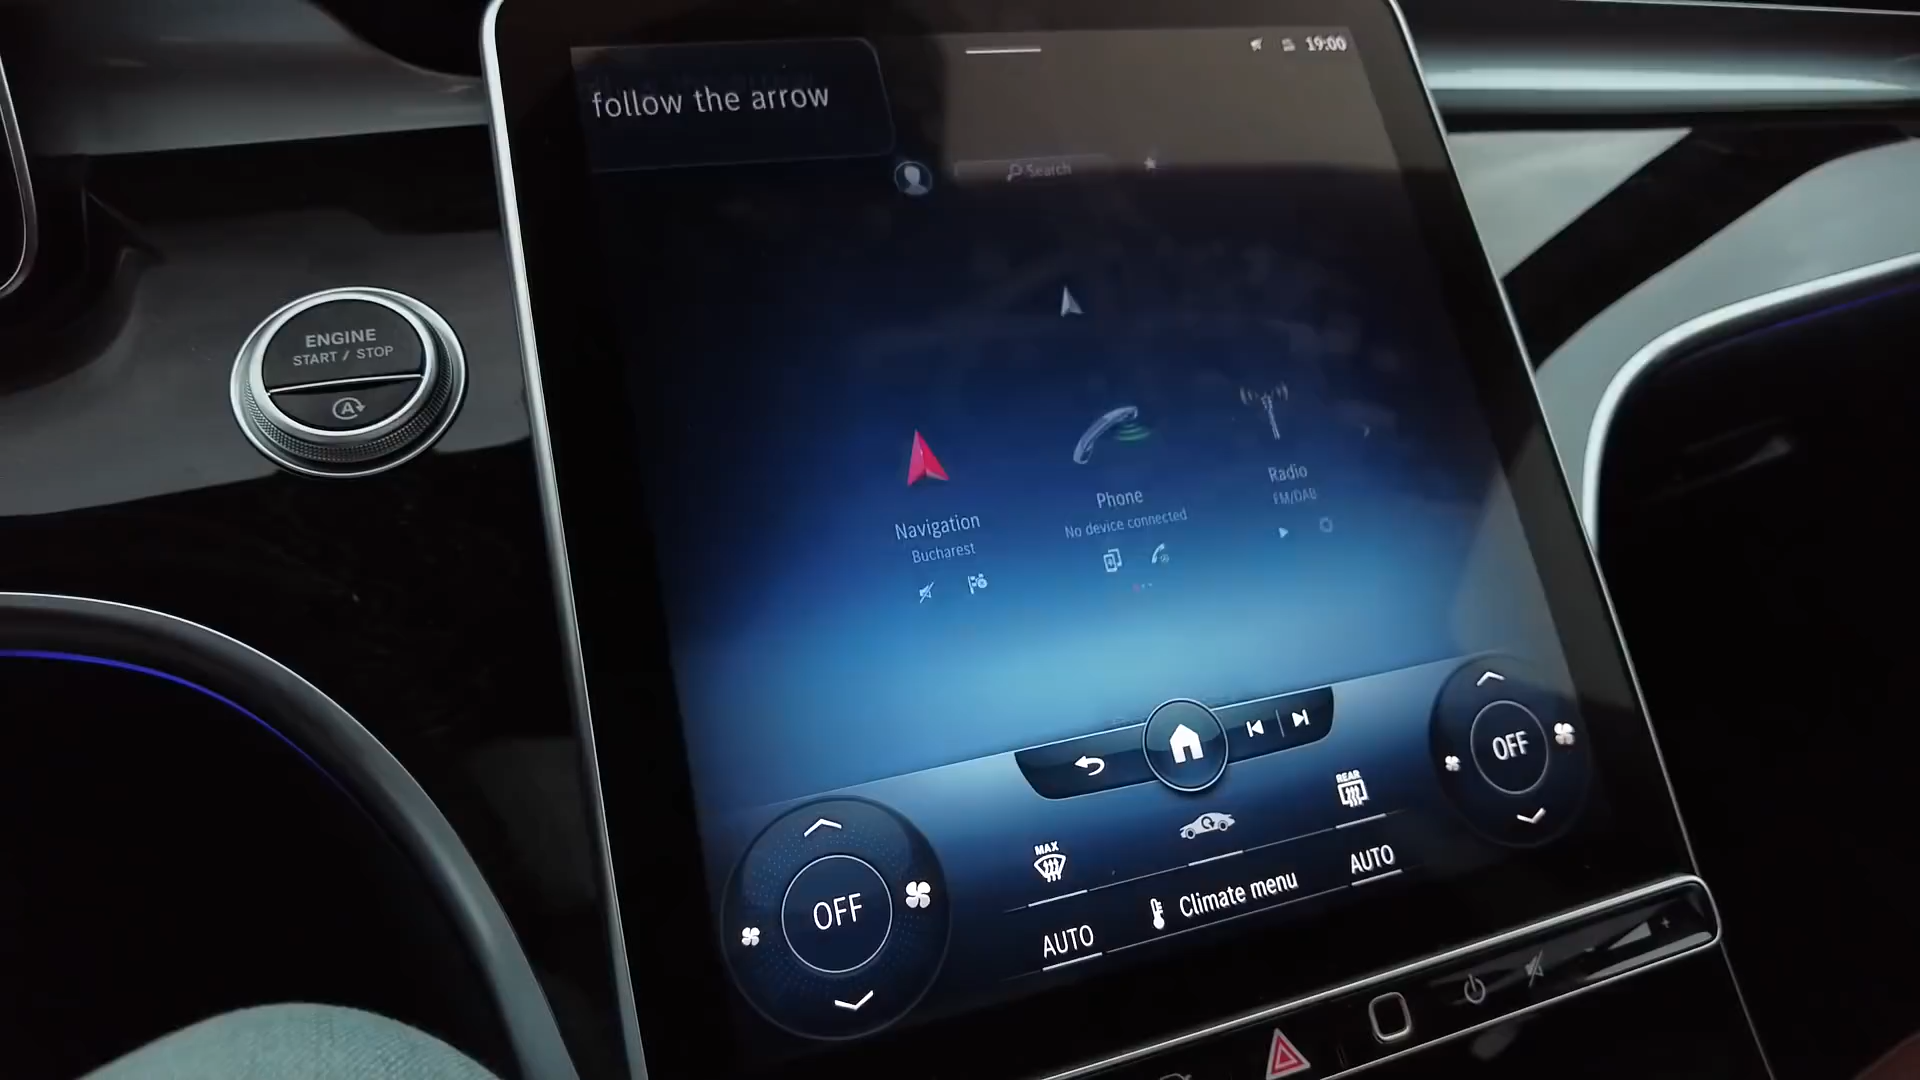 19:00
follow the arrow
Search
ENGINE
START / STOP
A
Navigation
Bucharest
Phone
No device connected
Radio
FM/DAB
OFF
OFF
MAX
REAR
AUTO
Climate menu
AUTO